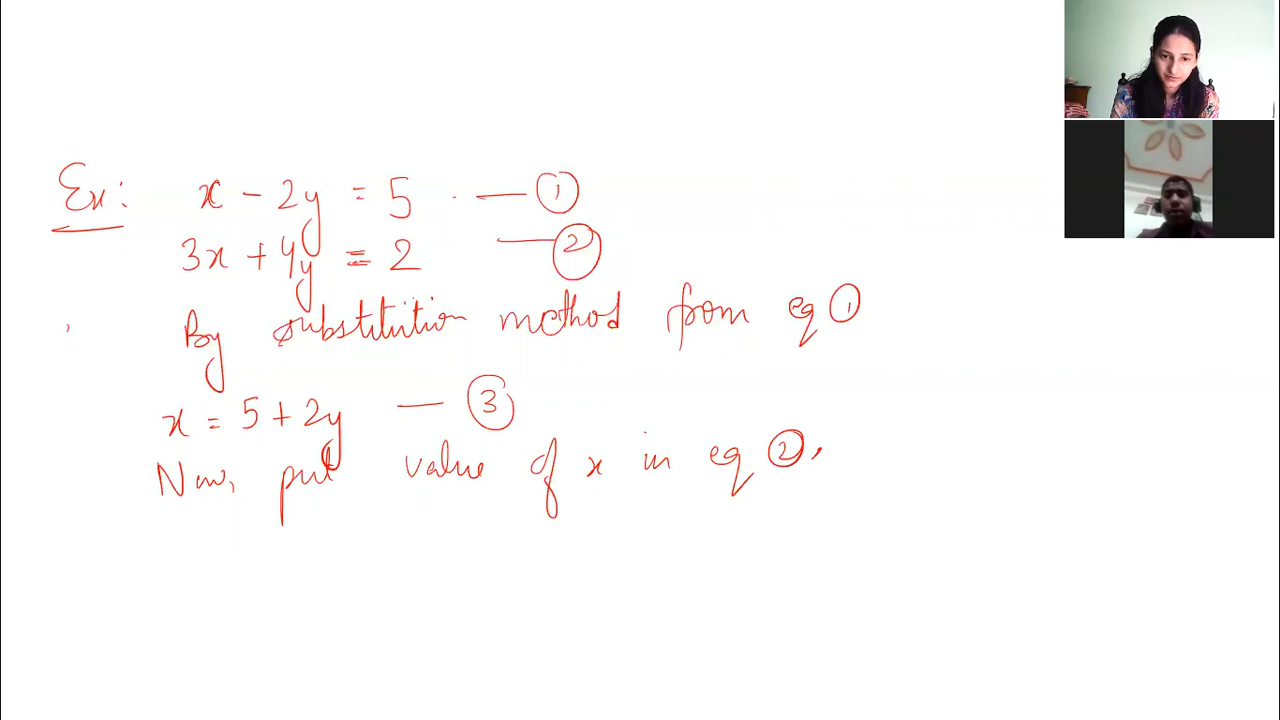 Ex: x - 2y = 5 — ①
3x + 4y = 2 — ②
By substitution method from eq ①
x = 5 + 2y — ③
Now, put value of x in eq ②,